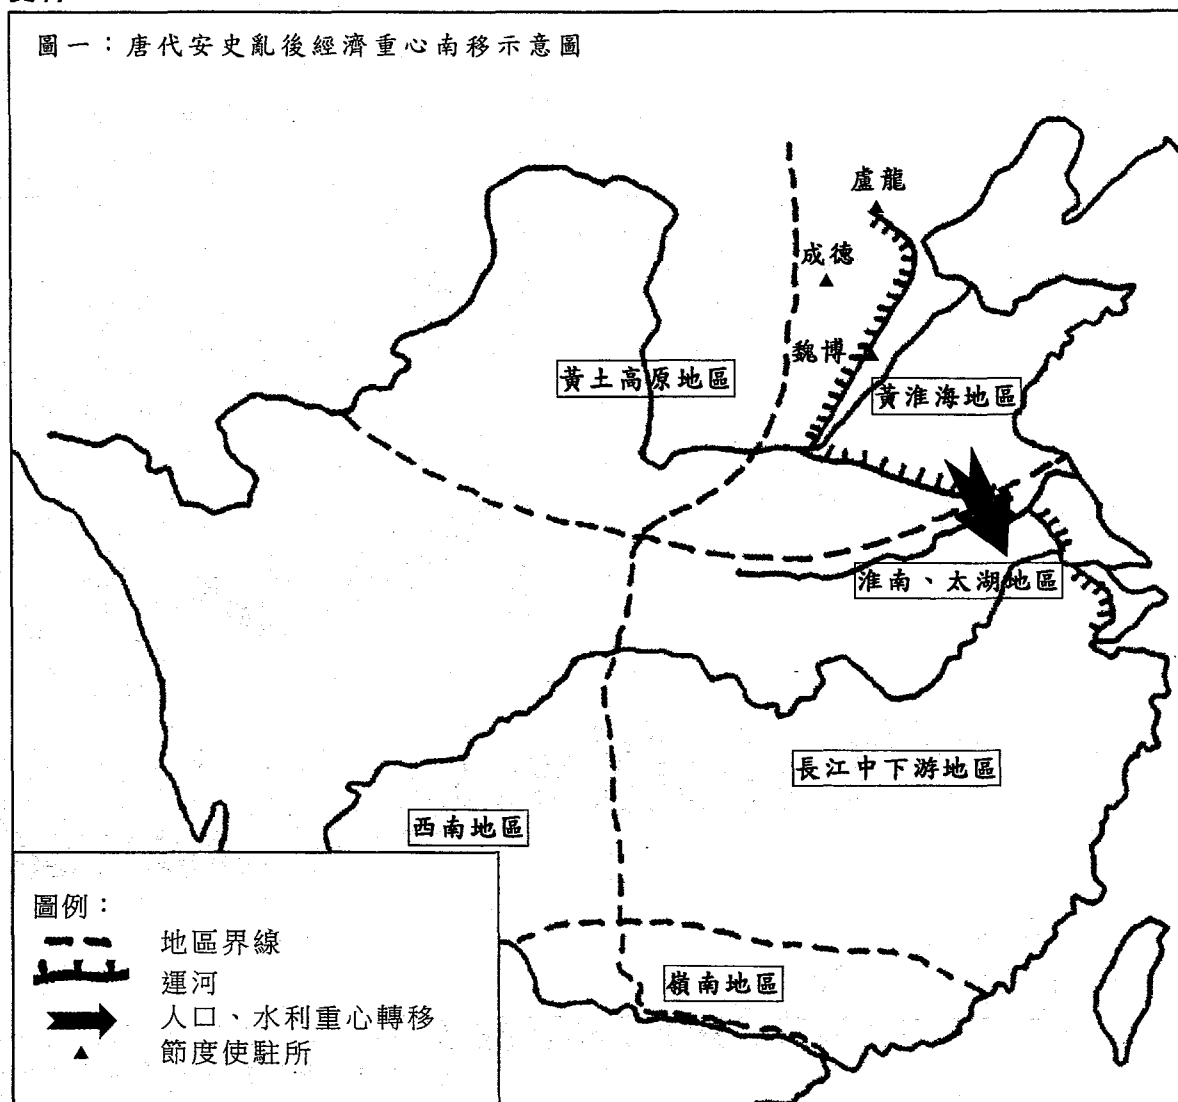 圖一：唐代安史亂後經濟重心南移示意圖
盧龍
成德
魏博
黃土高原地區
黃淮海地區
淮南、太湖地區
長江中下游地區
西南地區
嶺南地區
圖例：
地區界線
運河
人口、水利重心轉移
節度使駐所